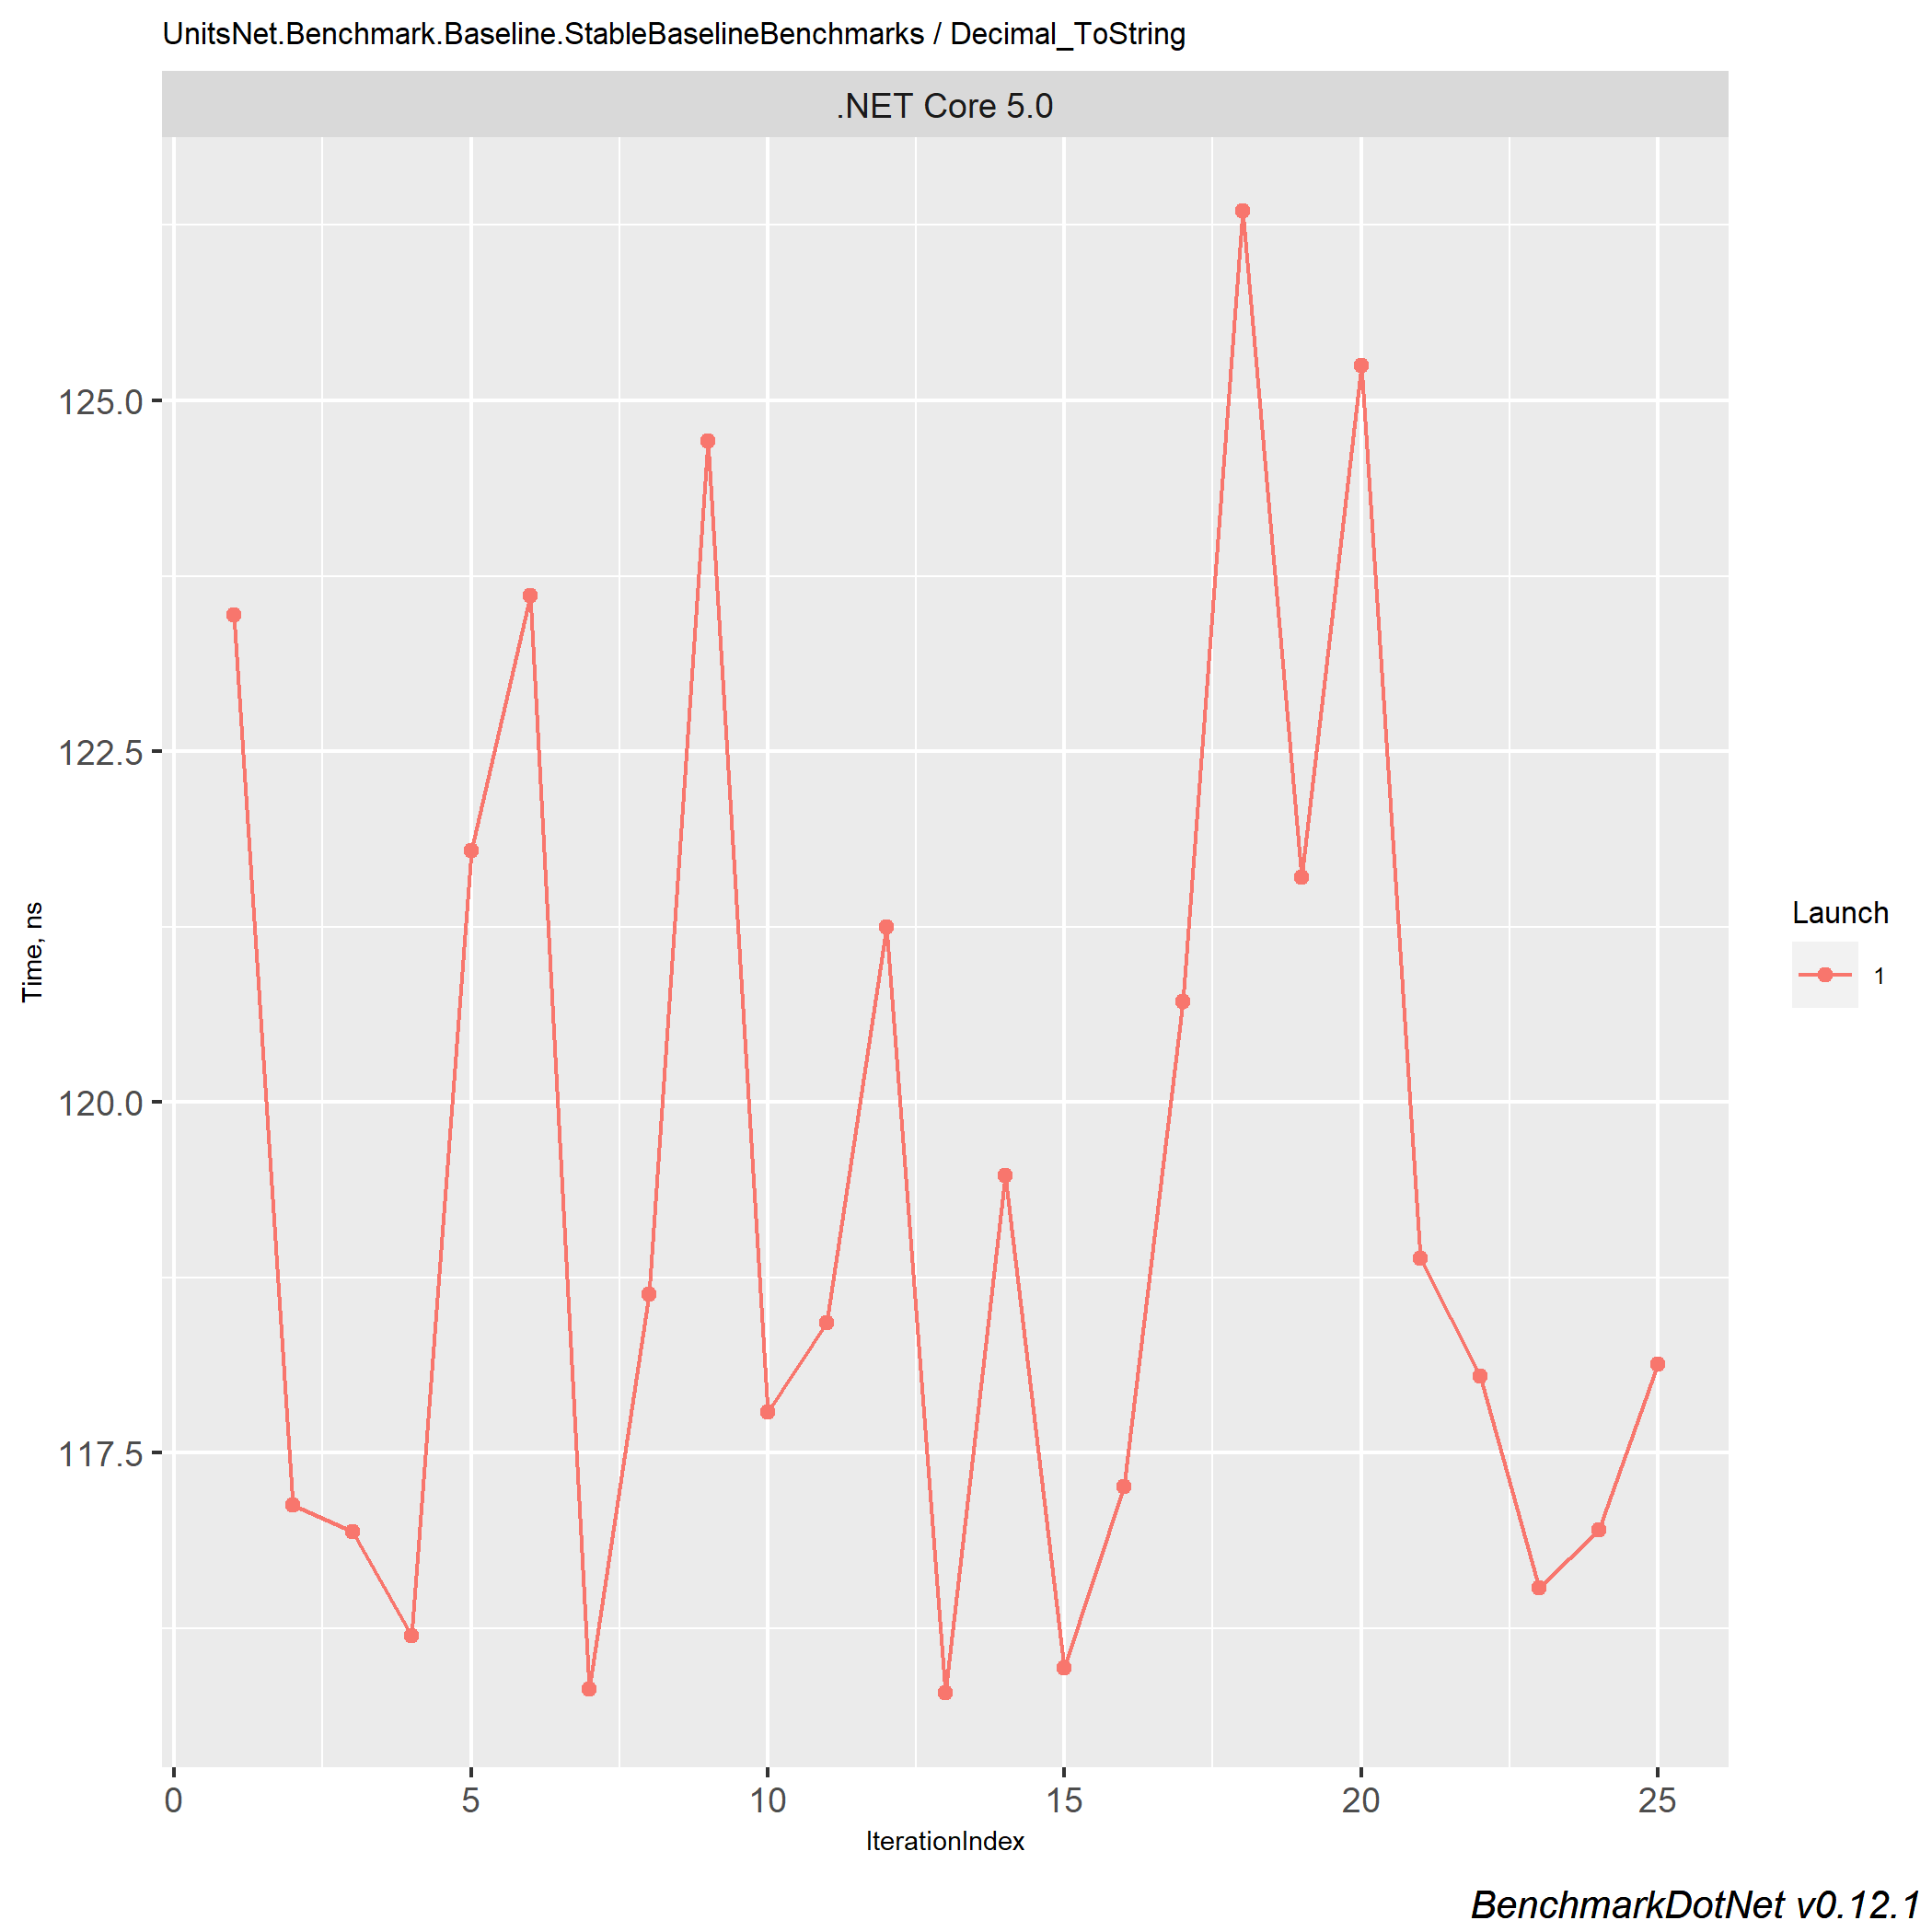 UnitsNet.Benchmark.Baseline.StableBaselineBenchmarks / Decimal_ToString
.NET Core 5.0
125.0
122.5
120.0
117.5
Time, ns
0 5 10 15 20 25
IterationIndex
Launch
1
BenchmarkDotNet v0.12.1